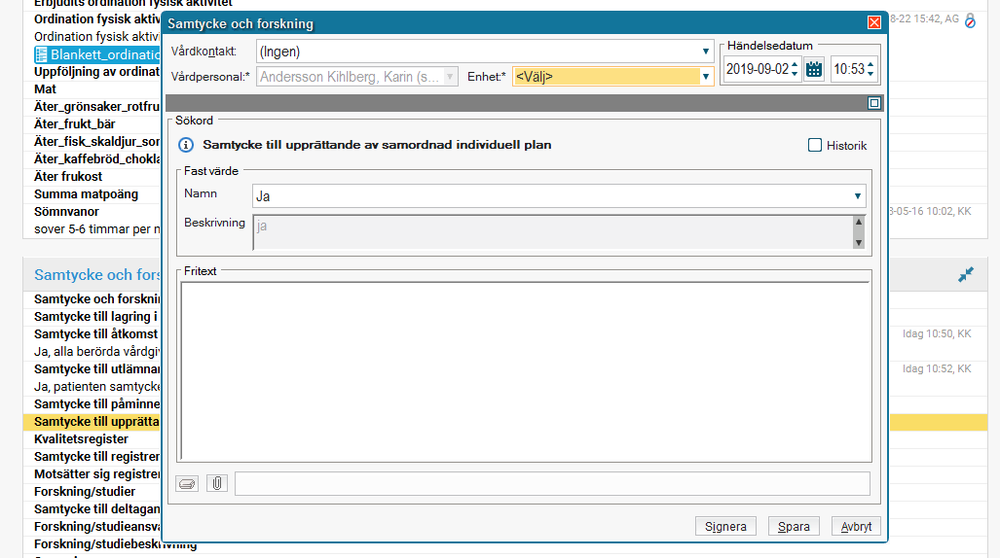 Erbjudits ordination fysisk aktivitet
Ordination fysisk aktiv
8-22 15:42, AG
Ordination fysisk aktiv
Blankett_ordinatio
Uppföljning av ordinat
Mat
Äter_grönsaker_rotfru
Äter_frukt_bär
Äter_fisk_skaldjur_sor
Äter_kaffebröd_chokla
Äter frukost
Summa matpoäng
Sömnvanor
8-05-16 10:02, KK
sover 5-6 timmar per n
Samtycke och fors
Samtycke och forsknin
Samtycke till lagring i
Samtycke till åtkomst
Idag 10:50, KK
Ja, alla berörda vårdgiv
Samtycke till utlämnar
Idag 10:52, KK
Ja, patienten samtycke
Samtycke till påminne
Samtycke till upprätta
Kvalitetsregister
Samtycke till registrer
Motsätter sig registrer
Forskning/studier
Samtycke till deltagan
Forskning/studieansva
Forskning/studiebeskrivning
Samtycke och forskning
Vårdkontakt:
(Ingen)
Händelsedatum
2019-09-02
10:53
Vårdpersonal:*
Andersson Kihlberg, Karin (s...
Enhet:*
<Välj>
Sökord
Samtycke till upprättande av samordnad individuell plan
Historik
Fast värde
Namn
Ja
Beskrivning
ja
Fritext
Signera
Spara
Avbryt